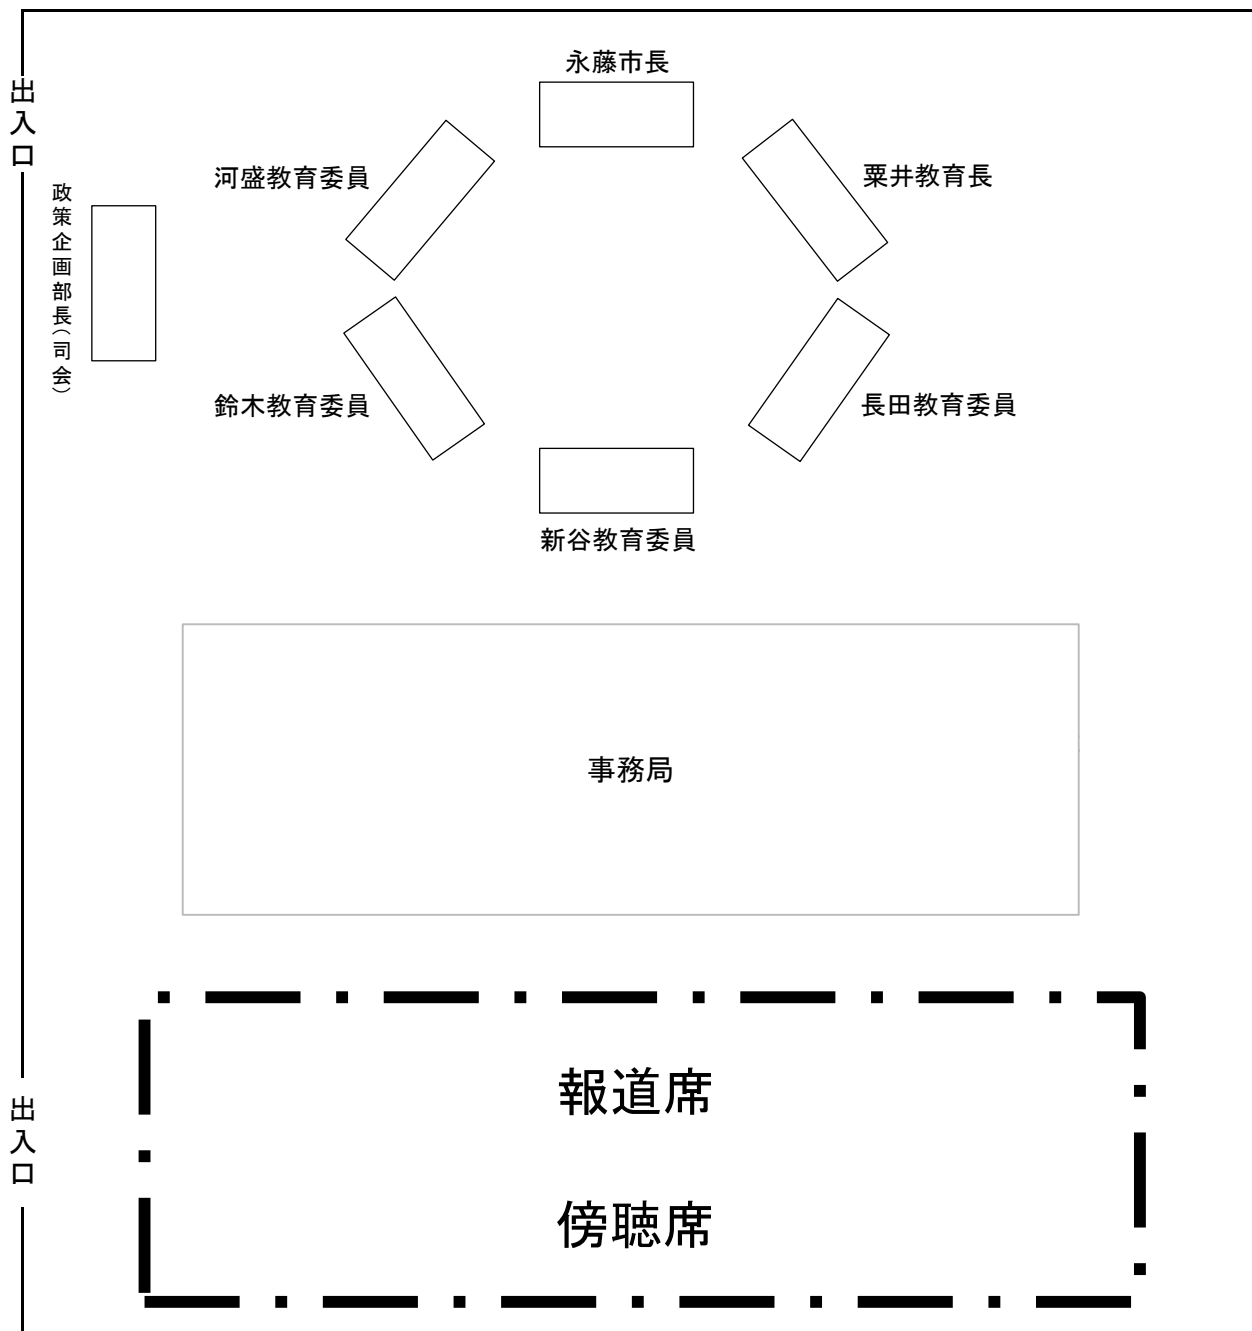 永藤市長
出入口
河盛教育委員
粟井教育長
政策企画部長（司会）
鈴木教育委員
長田教育委員
新谷教育委員
事務局
報道席
出入口
傍聴席